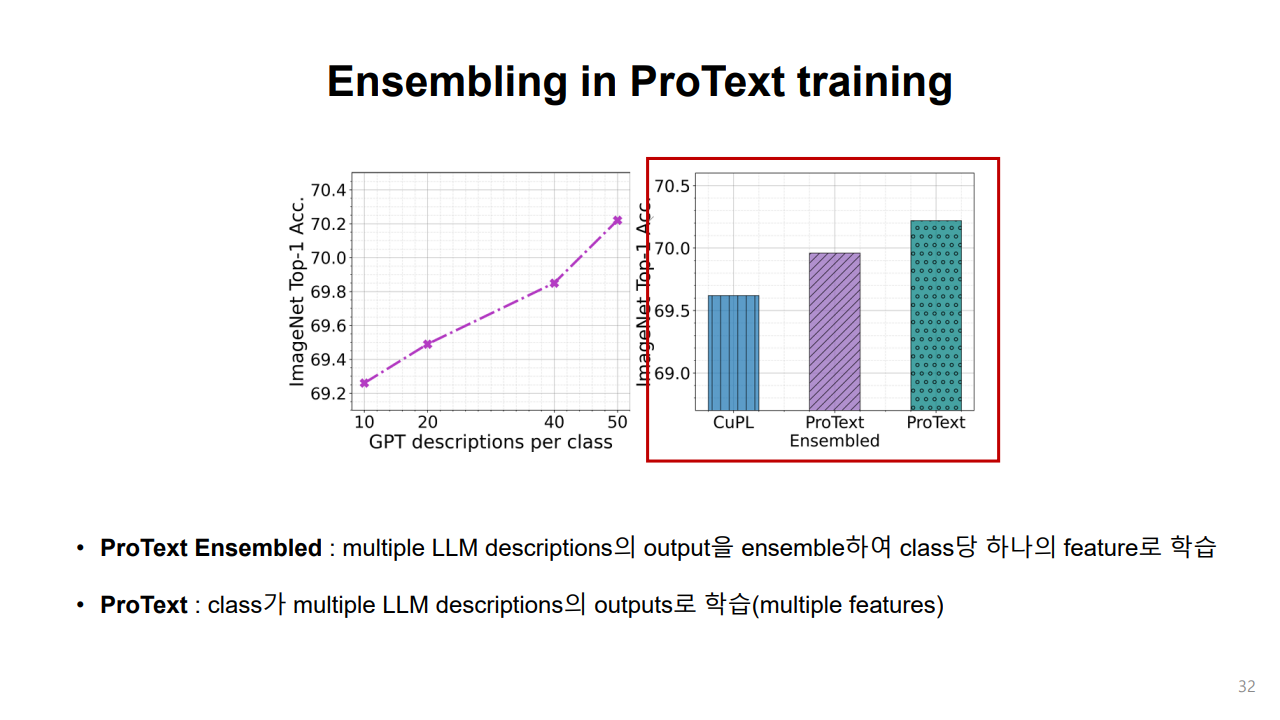 Ensembling in ProText training
ImageNet Top-1 Acc.
70.4
70.2
70.0
69.8
69.6
69.4
69.2
10 20 40 50
GPT descriptions per class
ImageNet Top-1 Acc.
70.5
70.0
69.5
69.0
CuPL ProText Ensembled ProText
• ProText Ensembled : multiple LLM descriptions의 output을 ensemble하여 class당 하나의 feature로 학습
• ProText : class가 multiple LLM descriptions의 outputs로 학습(multiple features)
32